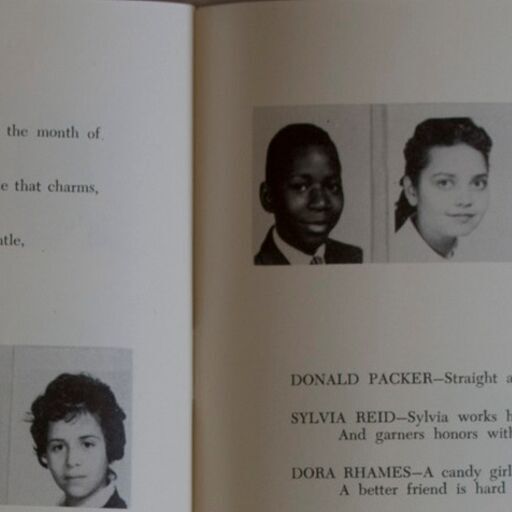 the month of
that charms,
DONALD PACKER—Straight
SYLVIA REID—Sylvia works
And garners honors with
DORA RHAMES—A candy girl
A better friend is hard